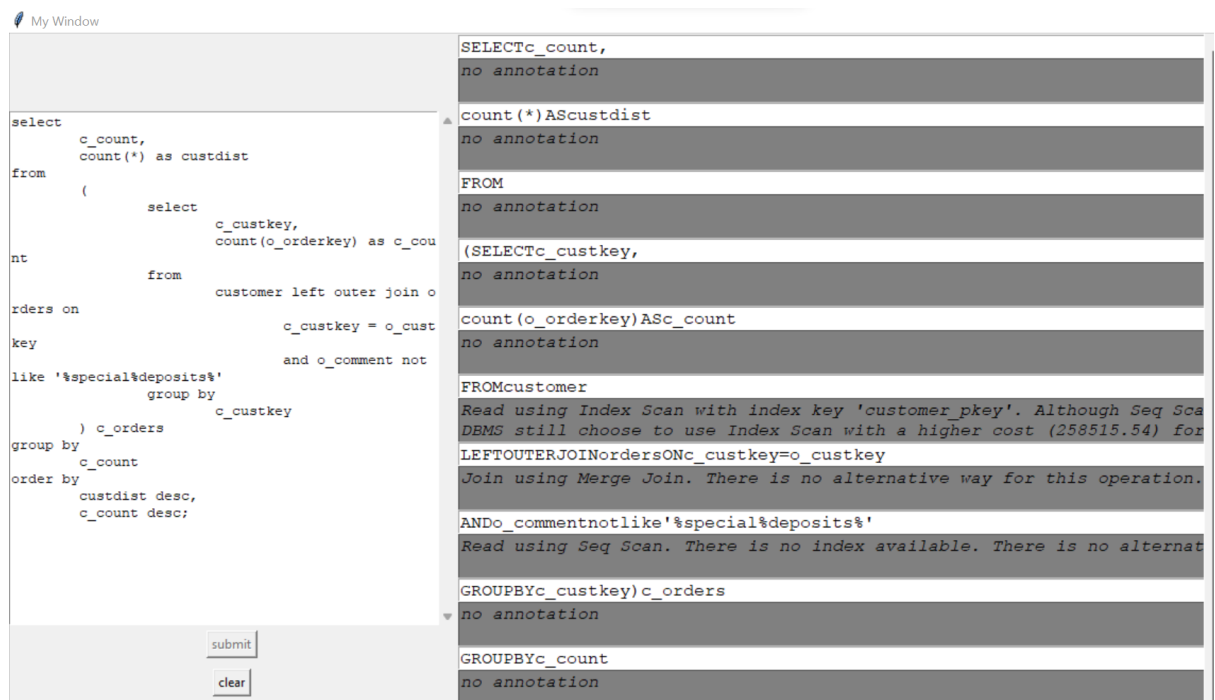 My Window
select
c_count,
count(*) as custdist
from
(
select
c_custkey,
count(o_orderkey) as c_cou
nt
from
customer left outer join o
rders on
c_custkey = o_cust
key
and o_comment not
like '%special%deposits%'
group by
c_custkey
) c_orders
group by
c_count
order by
custdist desc,
c_count desc;
submit
clear
SELECTc_count,
no annotation
count(*)AScustdist
no annotation
FROM
no annotation
(SELECTc_custkey,
no annotation
count(o_orderkey)ASc_count
no annotation
FROMcustomer
Read using Index Scan with index key 'customer_pkey'. Although Seq Sca
DBMS still choose to use Index Scan with a higher cost (258515.54) for
LEFTOUTERJOINordersONc_custkey=o_custkey
Join using Merge Join. There is no alternative way for this operation.
ANDo_commentnotlike'%special%deposits%'
Read using Seq Scan. There is no index available. There is no alternat
GROUPBYc_custkey)c_orders
no annotation
GROUPBYc_count
no annotation